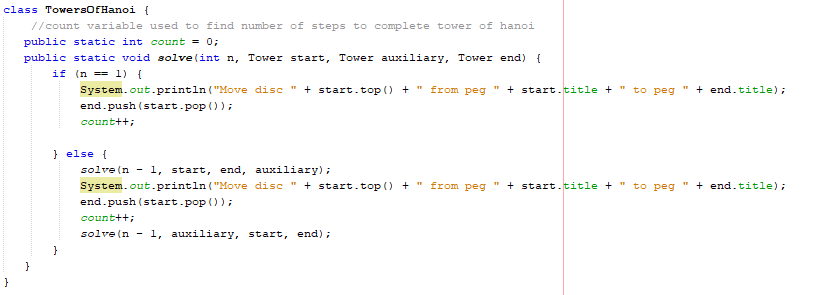 class TowersOfHanoi {
//count variable used to find number of steps to complete tower of hanoi
public static int count = 0;
public static void solve(int n, Tower start, Tower auxiliary, Tower end) {
if (n == 1) {
System.out.println("Move disc " + start.top() + " from peg " + start.title + " to peg " + end.title);
end.push(start.pop());
count++;
} else {
solve(n - 1, start, end, auxiliary);
System.out.println("Move disc " + start.top() + " from peg " + start.title + " to peg " + end.title);
end.push(start.pop());
count++;
solve(n - 1, auxiliary, start, end);
}
}
}